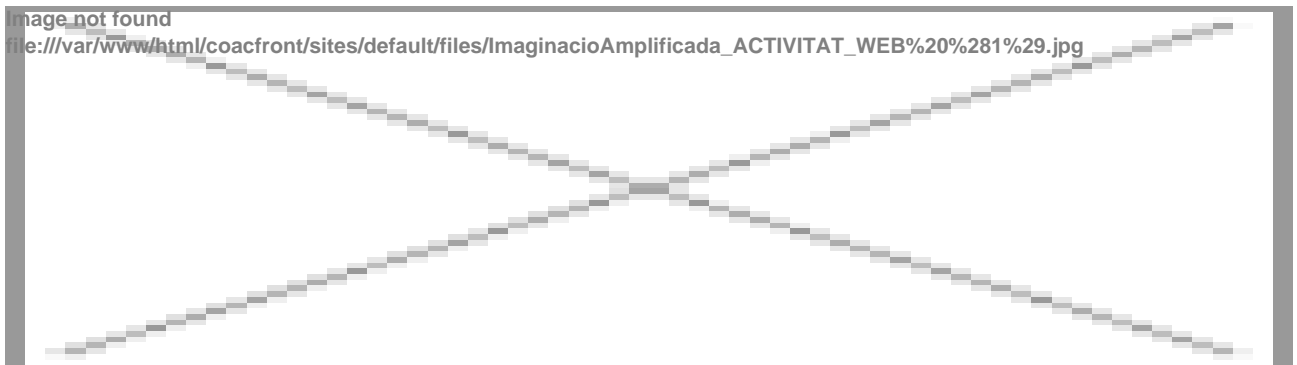 Image not found
file:///var/www/html/coacfront/sites/default/files/ImaginacioAmplificada_ACTIVITAT_WEB%20%281%29.jpg